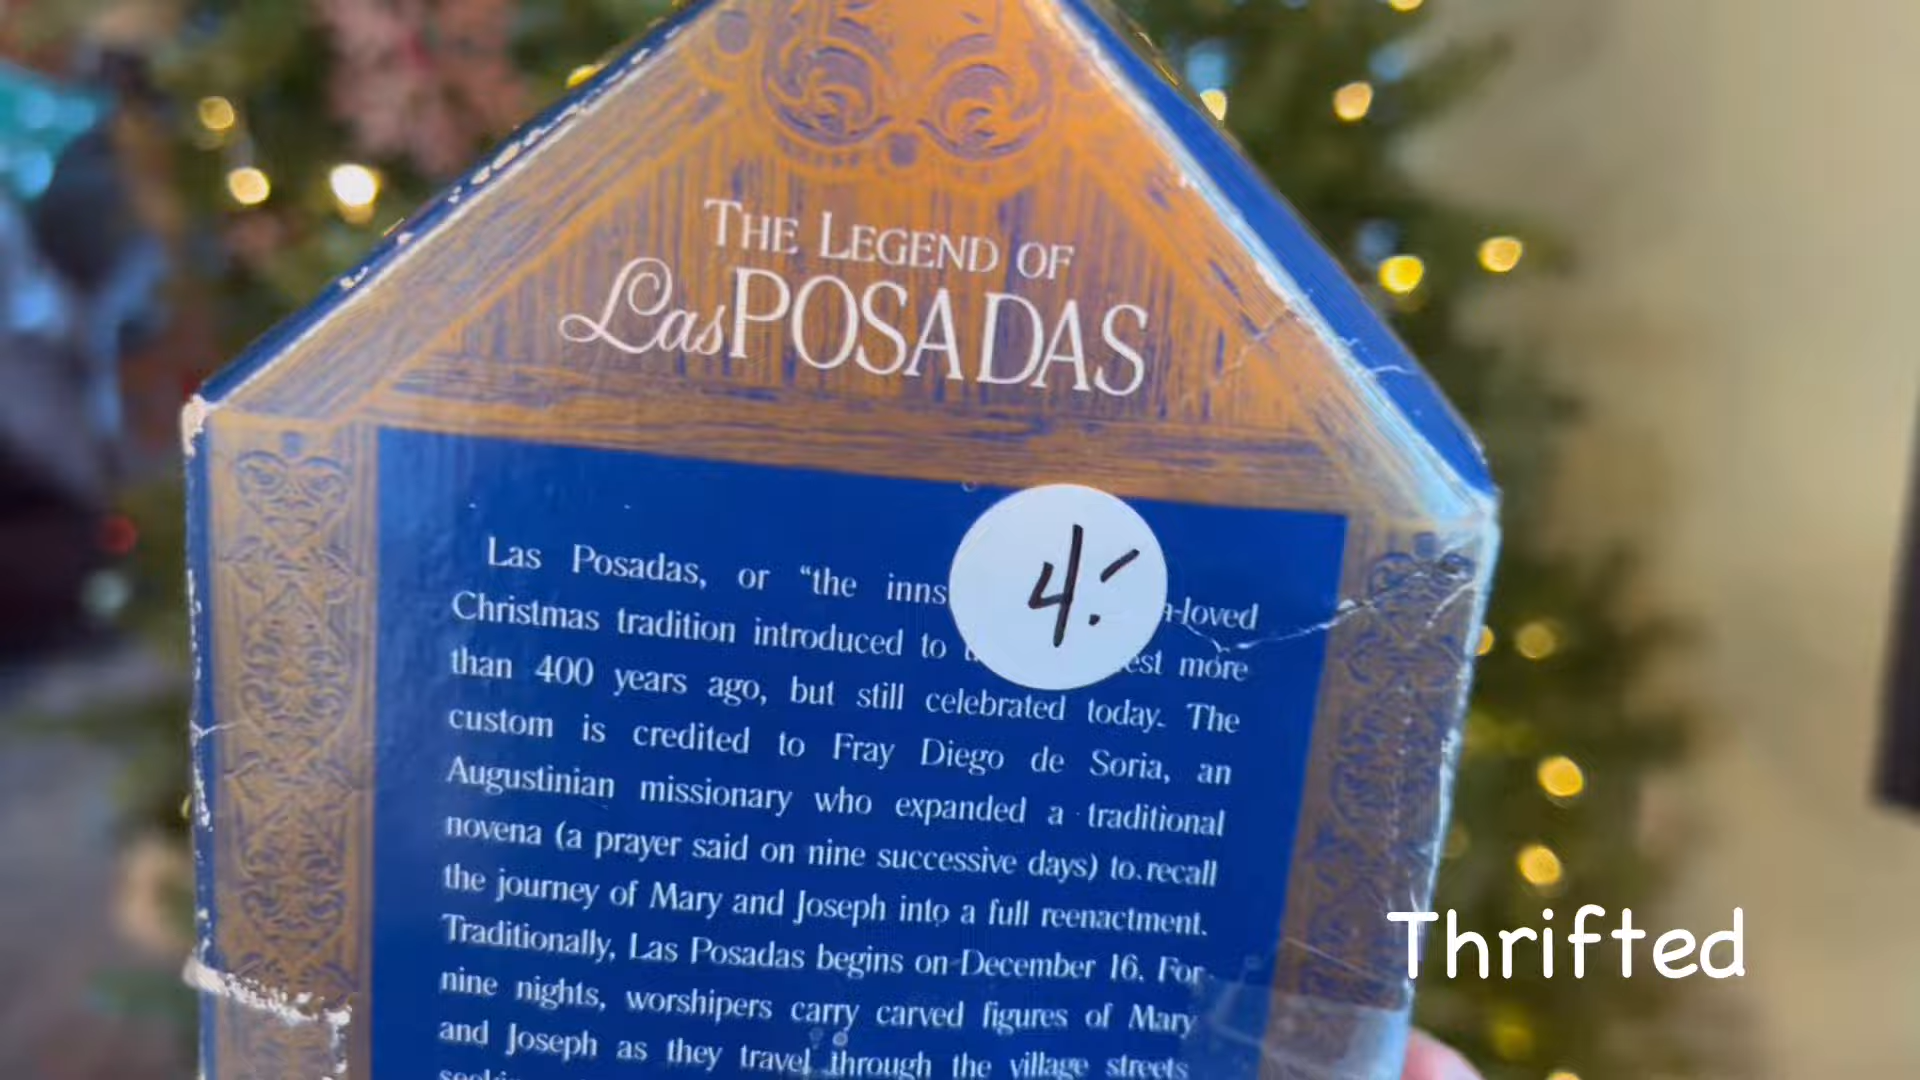 THE LEGEND OF
Las POSADAS
4.-
Las Posadas, or “the inns -loved
Christmas tradition introduced to more
than 400 years ago, but still celebrated today. The
custom is credited to Fray Diego de Soria, an
Augustinian missionary who expanded a traditional
novena (a prayer said on nine successive days) to recall
the journey of Mary and Joseph into a full reenactment.
Traditionally, Las Posadas begins on December 16. For
nine nights, worshipers carry carved figures of Mary
and Joseph as they travel through the village streets
Thrifted